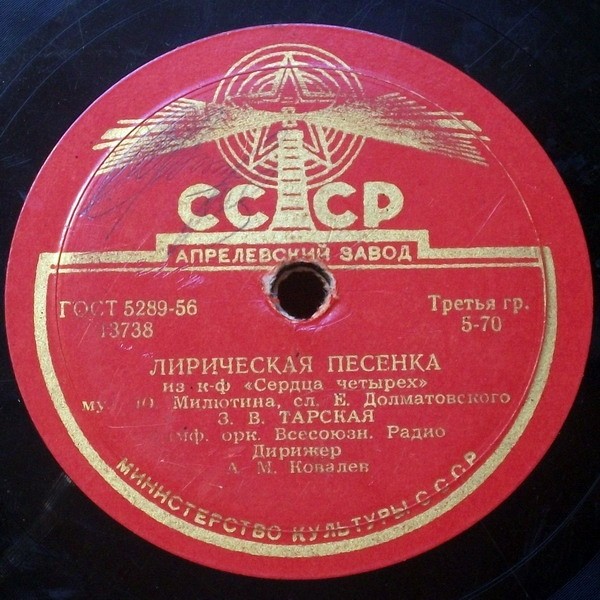 СССР
АПРЕЛЕВСКИЙ ЗАВОД
ГОСТ 5289-56
13738
Третья гр.
5-70
ЛИРИЧЕСКАЯ ПЕСЕНКА
из к-ф «Сердца четырех»
Милютина, сл. Е. Долматовского
З. В. ТАРСКАЯ
орк. Всесоюзн. Радио
Дирижер
А. М. Ковалев
МИНИСТЕРСТВО КУЛЬТУРЫ СССР